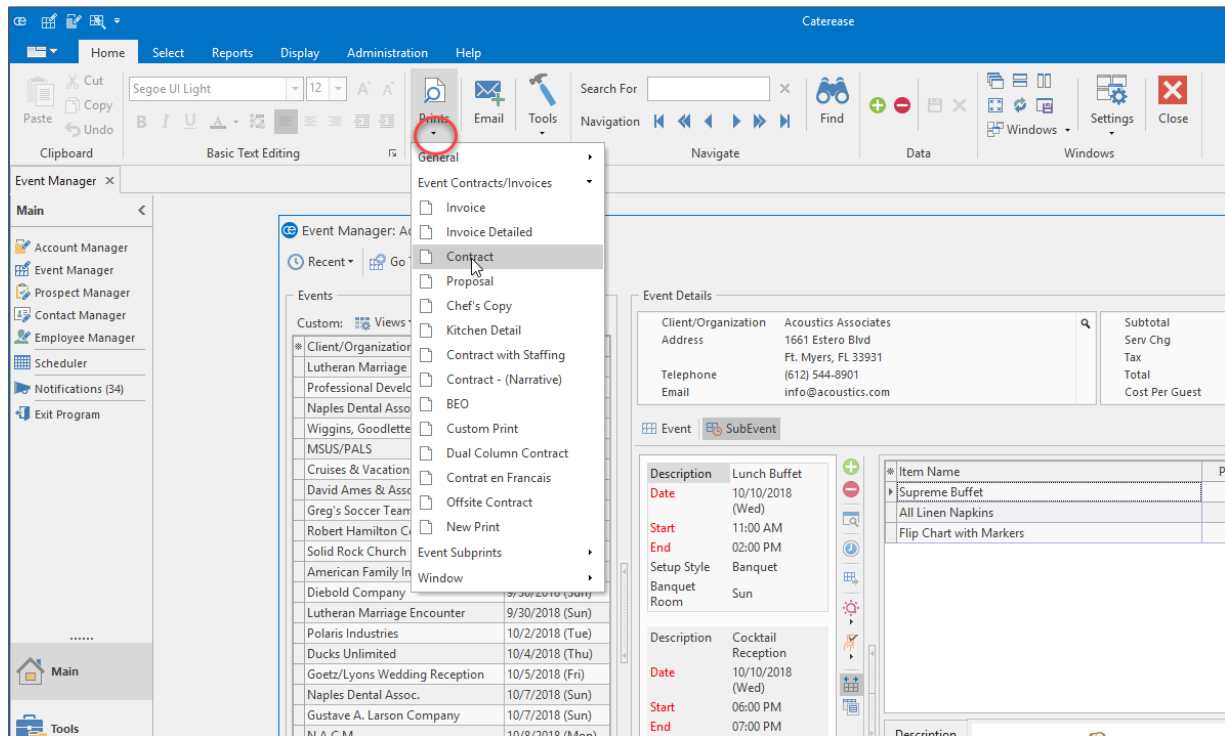 Caterease
Home Select Reports Display Administration Help
Cut
Copy
Undo
Paste
Segoe UI Light 12
B I U A
Prints
Email
Tools
Search For
Navigation
Find
Windows
Settings
Close
Clipboard Basic Text Editing Navigate Data Windows
Event Manager
Main
Account Manager
Event Manager
Prospect Manager
Contact Manager
Employee Manager
Scheduler
Notifications (34)
Exit Program
Main
Tools
General
Event Contracts/Invoices
Invoice
Invoice Detailed
Contract
Proposal
Chef's Copy
Kitchen Detail
Contract with Staffing
Contract - (Narrative)
BEO
Custom Print
Dual Column Contract
Contrat en Francais
Offsite Contract
New Print
Event Subprints
Window
Event Manager:
Recent Go
Events
Custom: Views
Client/Organization
Lutheran Marriage
Professional
Naples Dental
Wiggins, Goodlette
MSUS/PALS
Cruises &
David Ames &
Greg's Soccer Team
Robert Hamilton
Solid Rock Church
American Family
Diebold Company 9/30/2018 (Sun)
Lutheran Marriage Encounter 9/30/2018 (Sun)
Polaris Industries 10/2/2018 (Tue)
Ducks Unlimited 10/4/2018 (Thu)
Goetz/Lyons Wedding Reception 10/5/2018 (Fri)
Naples Dental Assoc. 10/7/2018 (Sun)
Gustave A. Larson Company 10/7/2018 (Sun)
N.A.C.M. 10/8/2018 (Mon)
Event Details
Client/Organization Acoustics Associates
Address 1661 Estero Blvd
Ft. Myers, FL 33931
Telephone (612) 544-8901
Email info@acoustics.com
Subtotal
Serv Chg
Tax
Total
Cost Per Guest
Event SubEvent
Description Lunch Buffet
Date 10/10/2018
(Wed)
Start 11:00 AM
End 02:00 PM
Setup Style Banquet
Banquet
Room Sun
Description Cocktail
Reception
Date 10/10/2018
(Wed)
Start 06:00 PM
End 07:00 PM
Item Name P
Supreme Buffet
All Linen Napkins
Flip Chart with Markers
Description